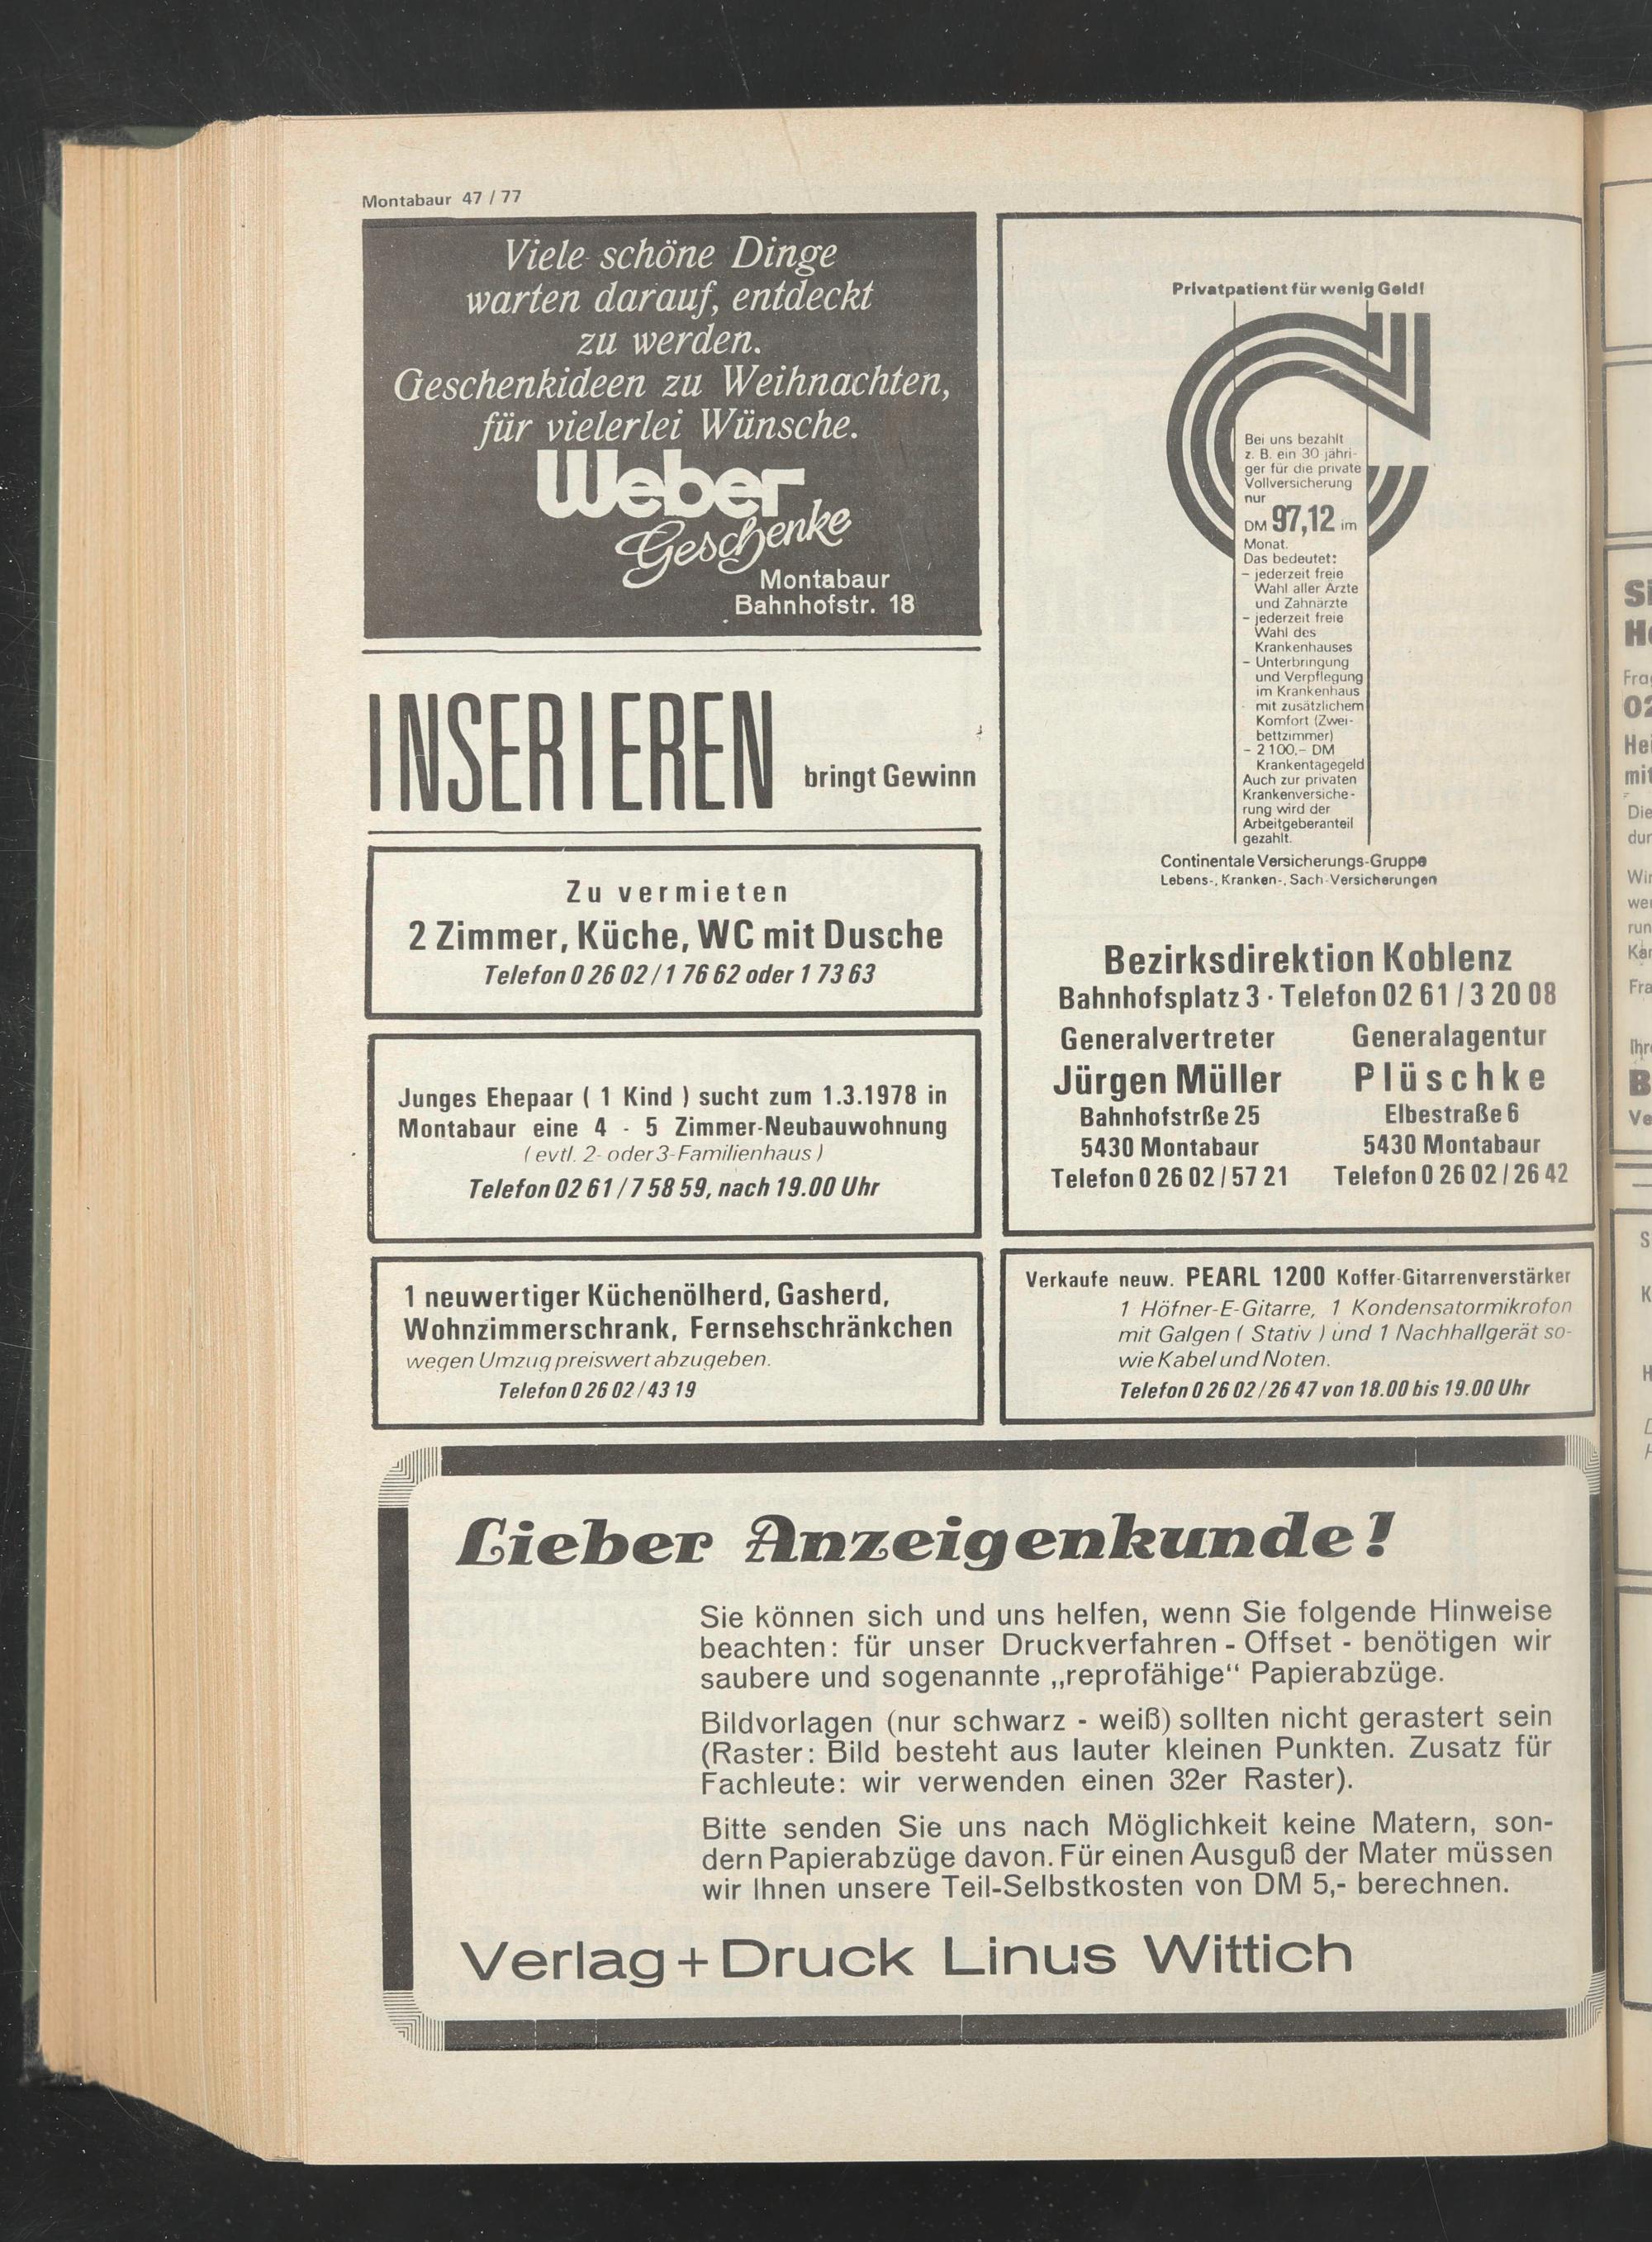 Montabaur 47 / 77
Viele schöne Dinge
warten darauf, entdeckt
zu werden.
Geschenkideen zu Weihnachten,
für vielerlei Wünsche.
Weber
Geschenke
Montabaur
Bahnhofstr. 18
INSERIEREN bringt Gewinn
Zu vermieten
2 Zimmer, Küche, WC mit Dusche
Telefon 0 26 02 / 1 76 62 oder 1 73 63
Junges Ehepaar ( 1 Kind ) sucht zum 1.3.1978 in
Montabaur eine 4 - 5 Zimmer-Neubauwohnung
( evtl. 2- oder 3-Familienhaus )
Telefon 02 61 / 7 58 59, nach 19.00 Uhr
1 neuwertiger Küchenölherd, Gasherd,
Wohnzimmerschrank, Fernsehschränkchen
wegen Umzug preiswert abzugeben.
Telefon 0 26 02 / 43 19
Privatpatient für wenig Geld!
Bei uns bezahlt
z. B. ein 30 jähri-
ger für die private
Vollversicherung
nur
DM 97,12 im
Monat.
Das bedeutet:
– jederzeit freie
Wahl aller Ärzte
und Zahnärzte
– jederzeit freie
Wahl des
Krankenhauses
– Unterbringung
und Verpflegung
im Krankenhaus
mit zusätzlichem
Komfort (Zwei-
bettzimmer)
– 2 100.– DM
Krankentagegeld
Auch zur privaten
Krankenversiche-
rung wird der
Arbeitgeberanteil
gezahlt.
Continentale Versicherungs-Gruppe
Lebens-, Kranken-, Sach-Versicherungen
Bezirksdirektion Koblenz
Bahnhofsplatz 3 · Telefon 02 61 / 3 20 08
Generalvertreter
Jürgen Müller
Bahnhofstrße 25
5430 Montabaur
Telefon 0 26 02 / 57 21
Generalagentur
Plüschke
Elbestraße 6
5430 Montabaur
Telefon 0 26 02 / 26 42
Verkaufe neuw. PEARL 1200 Koffer-Gitarrenverstärker
1 Höfner-E-Gitarre, 1 Kondensatormikrofon
mit Galgen ( Stativ ) und 1 Nachhallgerät so-
wie Kabel und Noten.
Telefon 0 26 02 / 26 47 von 18.00 bis 19.00 Uhr
Lieber Anzeigenkunde!
Sie können sich und uns helfen, wenn Sie folgende Hinweise
beachten: für unser Druckverfahren - Offset - benötigen wir
saubere und sogenannte „reprofähige“ Papierabzüge.
Bildvorlagen (nur schwarz - weiß) sollten nicht gerastert sein
(Raster: Bild besteht aus lauter kleinen Punkten. Zusatz für
Fachleute: wir verwenden einen 32er Raster).
Bitte senden Sie uns nach Möglichkeit keine Matern, son-
dern Papierabzüge davon. Für einen Ausguß der Mater müssen
wir Ihnen unsere Teil-Selbstkosten von DM 5,- berechnen.
Verlag + Druck Linus Wittich